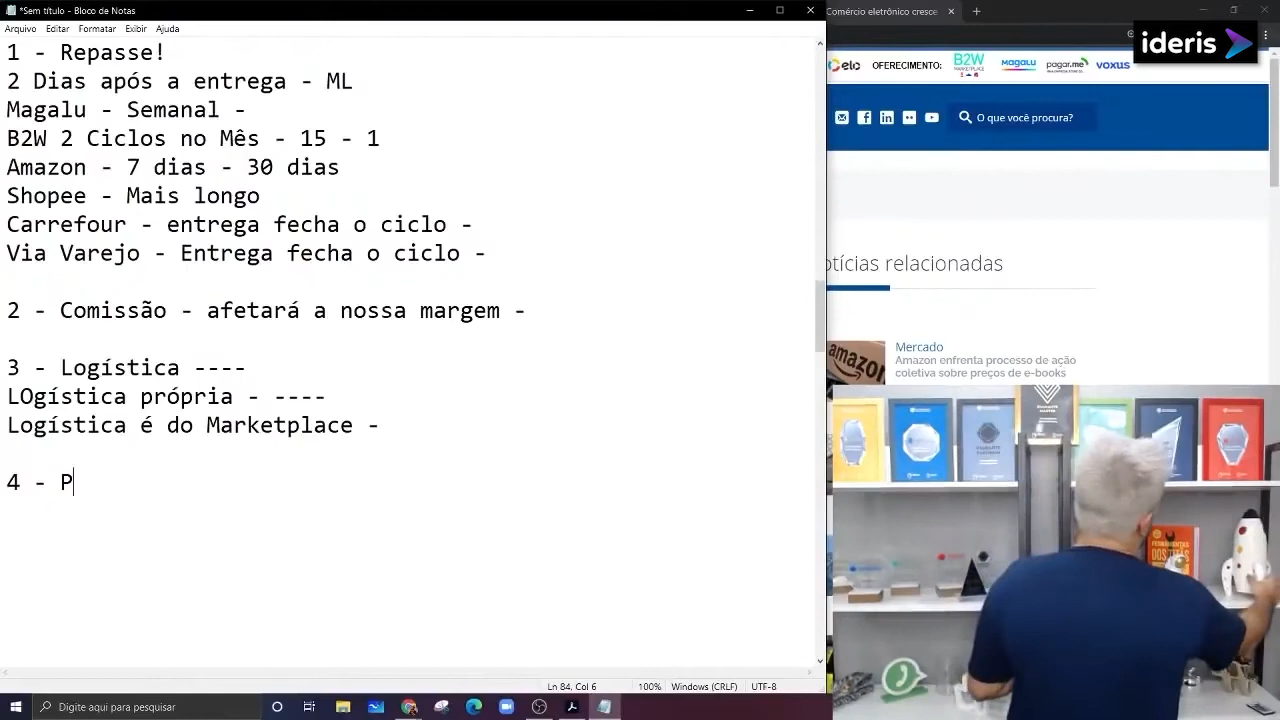 *Sem título - Bloco de Notas
Arquivo Editar Formatar Exibir Ajuda
1 - Repasse!
2 Dias após a entrega - ML
Magalu - Semanal -
B2W 2 Ciclos no Mês - 15 - 1
Amazon - 7 dias - 30 dias
Shopee - Mais longo
Carrefour - entrega fecha o ciclo -
Via Varejo - Entrega fecha o ciclo -
2 - Comissão - afetará a nossa margem -
3 - Logística ----
LOgística própria - ----
Logística é do Marketplace -
4 - P
Ln 84, Col 6 100% Windows (CRLF) UTF-8
Digite aqui para pesquisar
Comércio eletrônico cresce
ideris
elo OFERECIMENTO: B2W MARKETPLACE MAGALU pagar.me voxus
O que você procura?
otícias relacionadas
amazon
Mercado
Amazon enfrenta processo de ação
coletiva sobre preços de e-books
FERRAMENTAS
DOS TITÃS